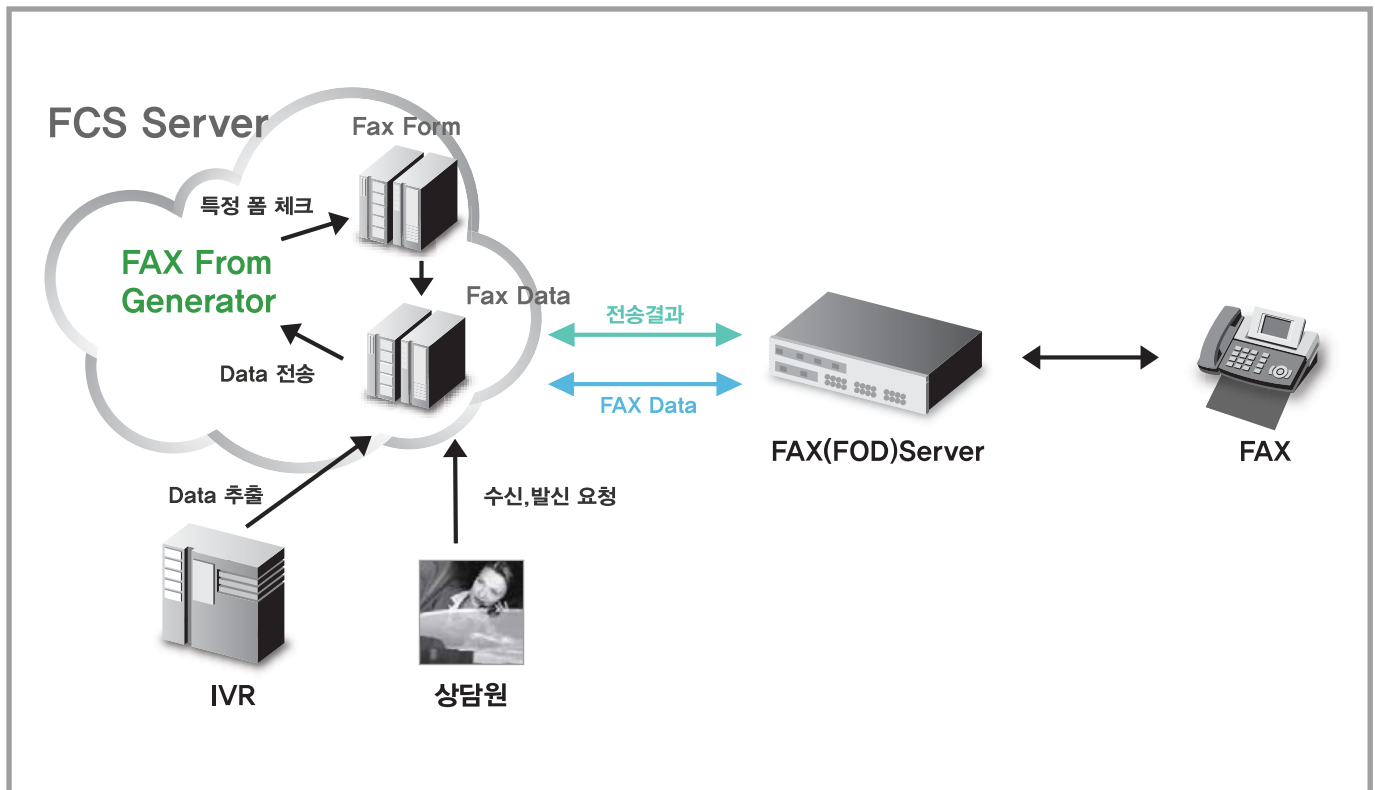 FCS Server
Fax Form
특정 폼 체크
FAX From
Generator
Fax Data
Data 전송
전송결과
FAX Data
FAX(FOD)Server
FAX
Data 추출
수신,발신 요청
IVR
상담원